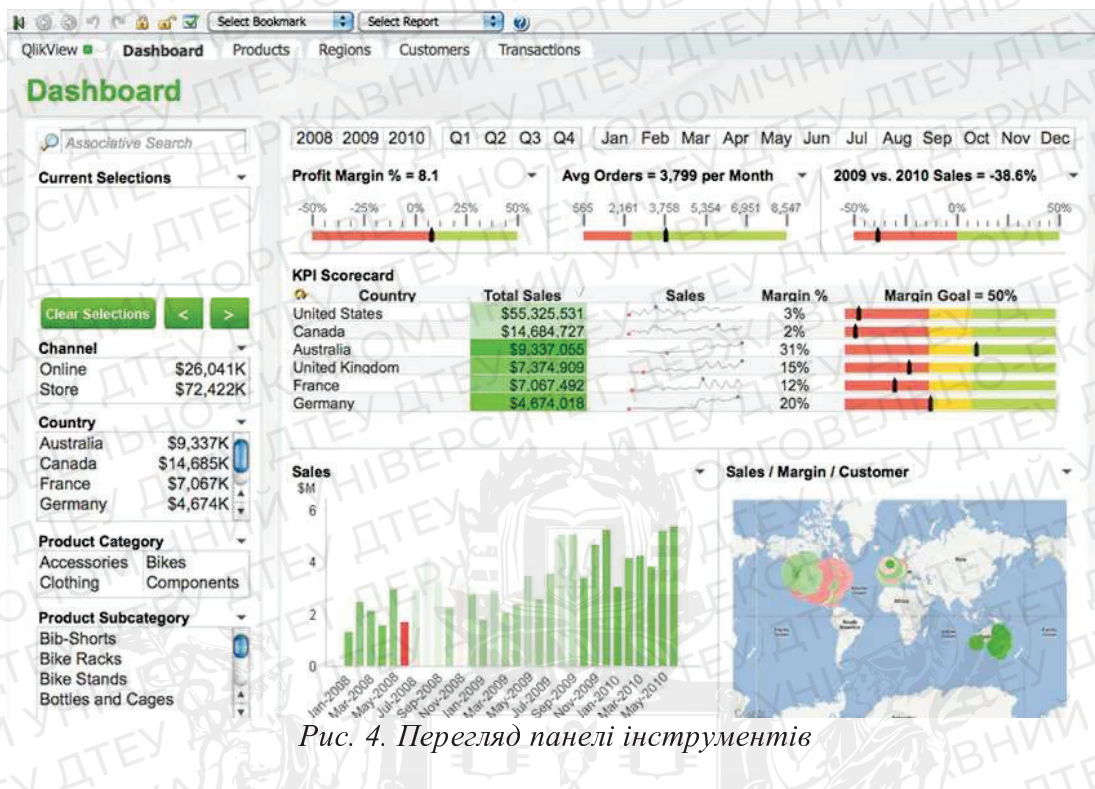 Select Bookmark Select Report
QlikView Dashboard Products Regions Customers Transactions
Dashboard
Associative Search
2008 2009 2010 Q1 Q2 Q3 Q4 Jan Feb Mar Apr May Jun Jul Aug Sep Oct Nov Dec
Current Selections
Clear Selections < >
Channel
Online $26,041K
Store $72,422K
Country
Australia $9,337K
Canada $14,685K
France $7,067K
Germany $4,674K
Product Category
Accessories Bikes
Clothing Components
Product Subcategory
Bib-Shorts
Bike Racks
Bike Stands
Bottles and Cages
Profit Margin % = 8.1
-50% -25% 0% 25% 50%
Avg Orders = 3,799 per Month
565 2,161 3,758 5,354 6,951 8,547
2009 vs. 2010 Sales = -38.6%
-50% 0% 50%
KPI Scorecard
Country Total Sales Sales Margin % Margin Goal = 50%
United States $55,325,531 3%
Canada $14,684,727 2%
Australia $9,337,055 31%
United Kingdom $7,374,909 15%
France $7,067,492 12%
Germany $4,674,018 20%
Sales
$M
6
4
2
0
Jan-2008 Mar-2008 May-2008 Jul-2008 Sep-2008 Nov-2008 Jan-2009 Mar-2009 May-2009 Jul-2009 Sep-2009 Nov-2009 Jan-2010 Mar-2010 May-2010
Sales / Margin / Customer
Рис. 4. Перегляд панелі інструментів